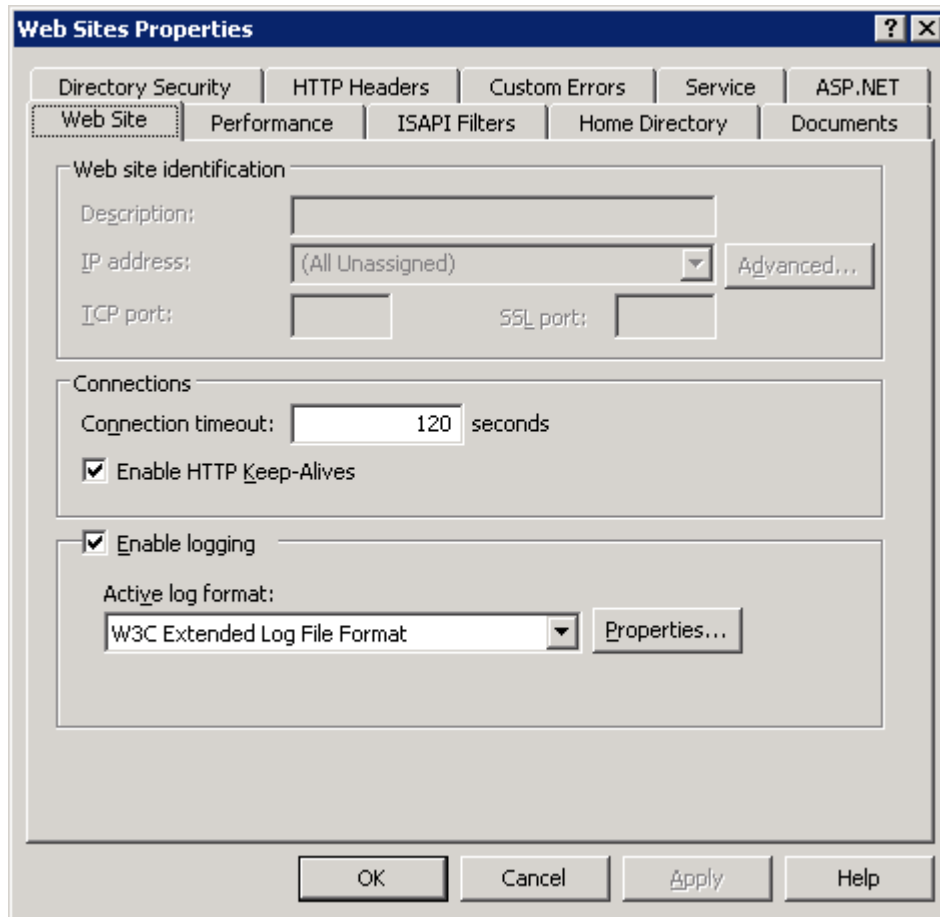 Web Sites Properties
Directory Security HTTP Headers Custom Errors Service ASP.NET
Web Site Performance ISAPI Filters Home Directory Documents
Web site identification
Description:
IP address: (All Unassigned) Advanced...
TCP port: SSL port:
Connections
Connection timeout: 120 seconds
Enable HTTP Keep-Alives
Enable logging
Active log format:
W3C Extended Log File Format Properties...
OK Cancel Apply Help